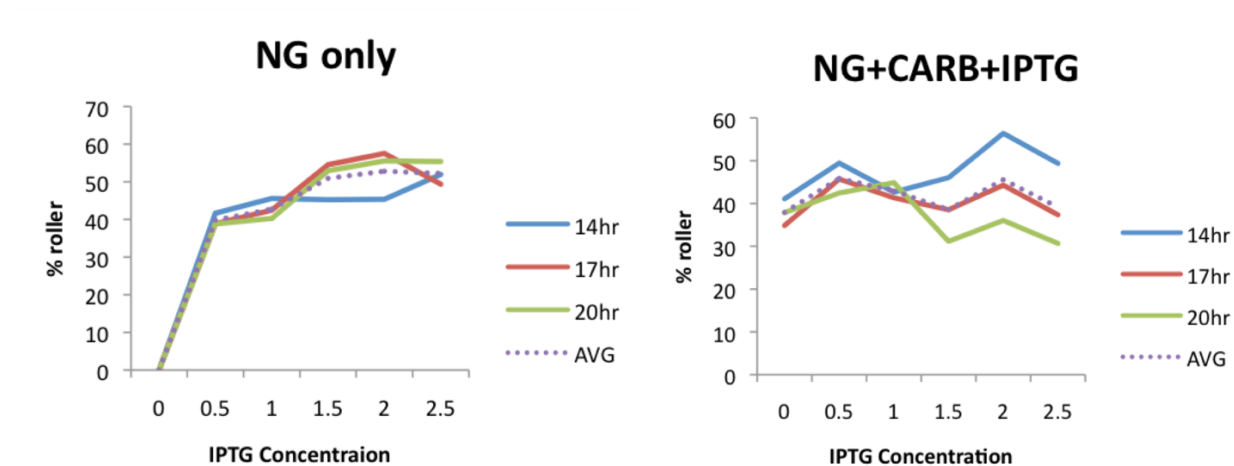 NG only
70
60
50
40
30
20
10
0
% roller
0 0.5 1 1.5 2 2.5
IPTG Concentraion
14hr
17hr
20hr
AVG
NG+CARB+IPTG
60
50
40
30
20
10
0
% roller
0 0.5 1 1.5 2 2.5
IPTG Concentration
14hr
17hr
20hr
AVG